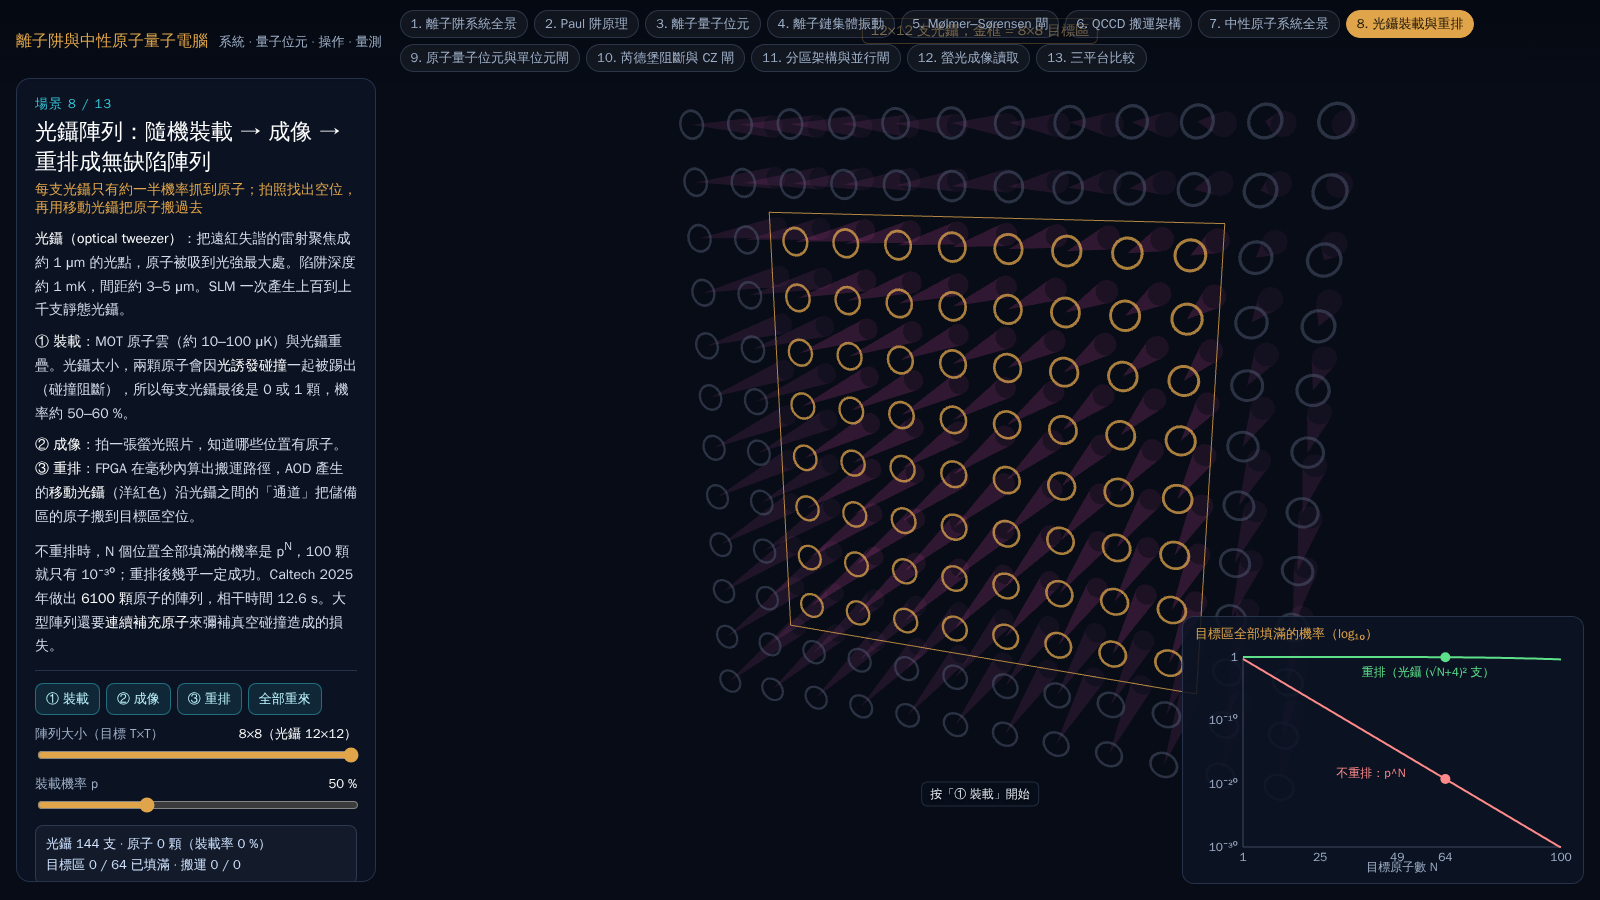 離子阱與中性原子量子電腦 系統 · 量子位元 · 操作 · 量測
1. 離子阱系統全景
2. Paul 阱原理
3. 離子量子位元
4. 離子鏈集體振動
5. Mølmer–Sørensen 閘
6. QCCD 搬運架構
7. 中性原子系統全景
8. 光鑷裝載與重排
9. 原子量子位元與單位元閘
10. 芮德堡阻斷與 CZ 閘
11. 分區架構與並行閘
12. 螢光成像讀取
13. 三平台比較
12×12 支光鑷，金框 = 8×8 目標區
場景 8 / 13
光鑷陣列：隨機裝載 → 成像 →
重排成無缺陷陣列
每支光鑷只有約一半機率抓到原子；拍照找出空位，
再用移動光鑷把原子搬過去
光鑷（optical tweezer）：把遠紅失諧的雷射聚焦成
約 1 μm 的光點，原子被吸到光強最大處。陷阱深度
約 1 mK，間距約 3–5 μm。SLM 一次產生上百到上
千支靜態光鑷。
① 裝載：MOT 原子雲（約 10–100 μK）與光鑷重
疊。光鑷太小，兩顆原子會因光誘發碰撞一起被踢出
（碰撞阻斷），所以每支光鑷最後是 0 或 1 顆，機
率約 50–60 %。
② 成像：拍一張螢光照片，知道哪些位置有原子。
③ 重排：FPGA 在毫秒內算出搬運路徑，AOD 產生
的移動光鑷（洋紅色）沿光鑷之間的「通道」把儲備
區的原子搬到目標區空位。
不重排時，N 個位置全部填滿的機率是 pᴺ，100 顆
就只有 10⁻³⁰；重排後幾乎一定成功。Caltech 2025
年做出 6100 顆原子的陣列，相干時間 12.6 s。大
型陣列還要連續補充原子來彌補真空碰撞造成的損
失。
① 裝載
② 成像
③ 重排
全部重來
陣列大小（目標 T×T） 8×8（光鑷 12×12）
裝載機率 p 50 %
光鑷 144 支 · 原子 0 顆（裝載率 0 %）
目標區 0 / 64 已填滿 · 搬運 0 / 0
按「① 裝載」開始
目標區全部填滿的機率（log₁₀）
1
重排（光鑷 (√N+4)² 支）
10⁻¹⁰
不重排：p^N
10⁻²⁰
10⁻³⁰
1 25 49 64 100
目標原子數 N